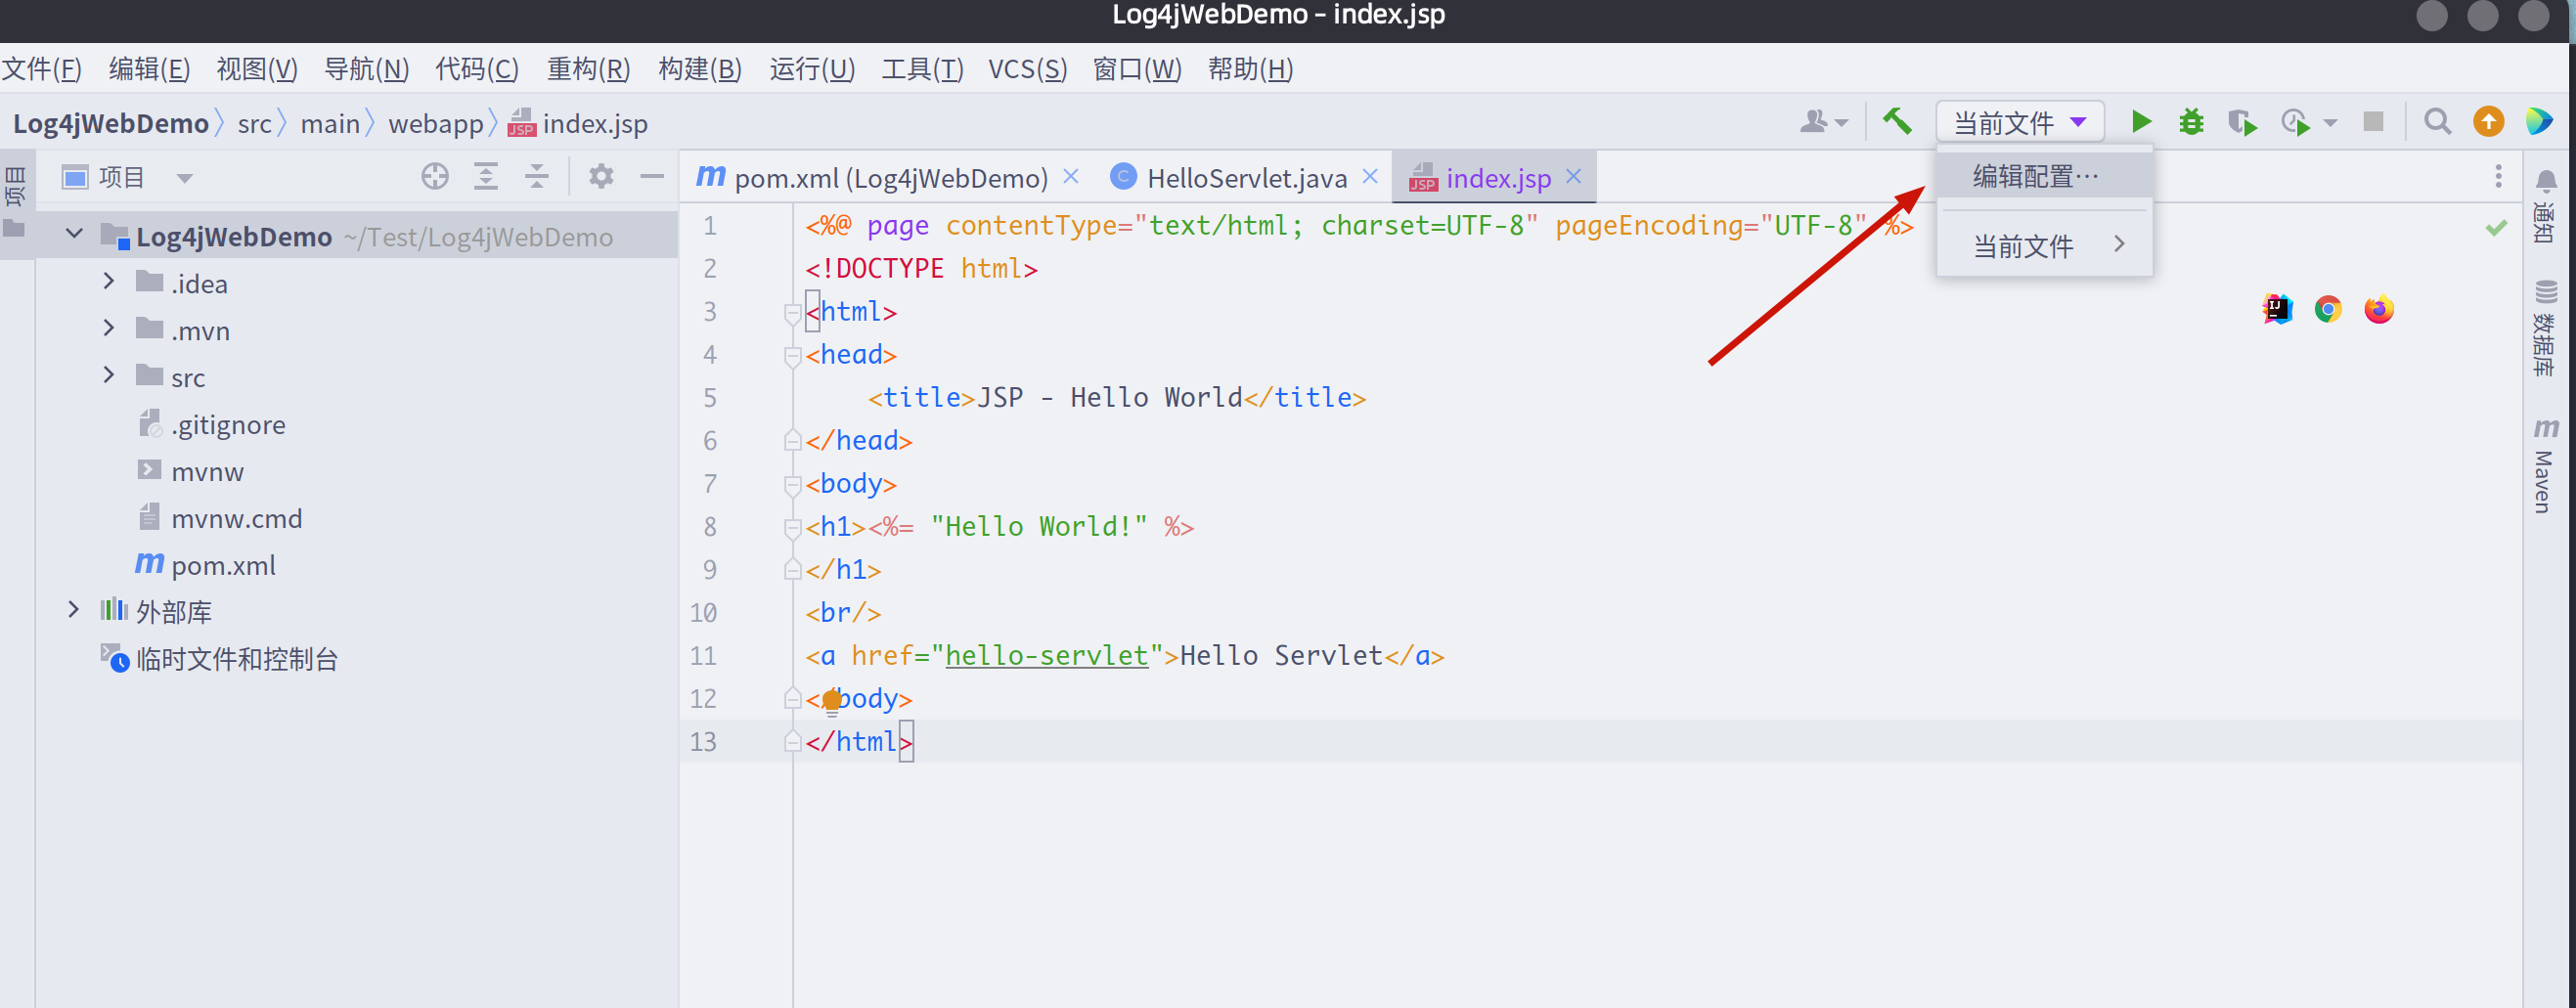 Log4jWebDemo – index.jsp
文件(F) 编辑(E) 视图(V) 导航(N) 代码(C) 重构(R) 构建(B) 运行(U) 工具(T) VCS(S) 窗口(W) 帮助(H)
Log4jWebDemo src main webapp JSP index.jsp
当前文件
项目
项目
m pom.xml (Log4jWebDemo) C HelloServlet.java JSP index.jsp
编辑配置…
当前文件
通知
数据库
m Maven
Log4jWebDemo ~/Test/Log4jWebDemo
.idea
.mvn
src
.gitignore
mvnw
mvnw.cmd
m pom.xml
外部库
临时文件和控制台
1 <%@ page contentType="text/html; charset=UTF-8" pageEncoding="UTF-8" %>
2 <!DOCTYPE html>
3 <html>
4 <head>
5     <title>JSP - Hello World</title>
6 </head>
7 <body>
8 <h1><%= "Hello World!" %>
9 </h1>
10 <br/>
11 <a href="hello-servlet">Hello Servlet</a>
12 </body>
13 </html>
IJ